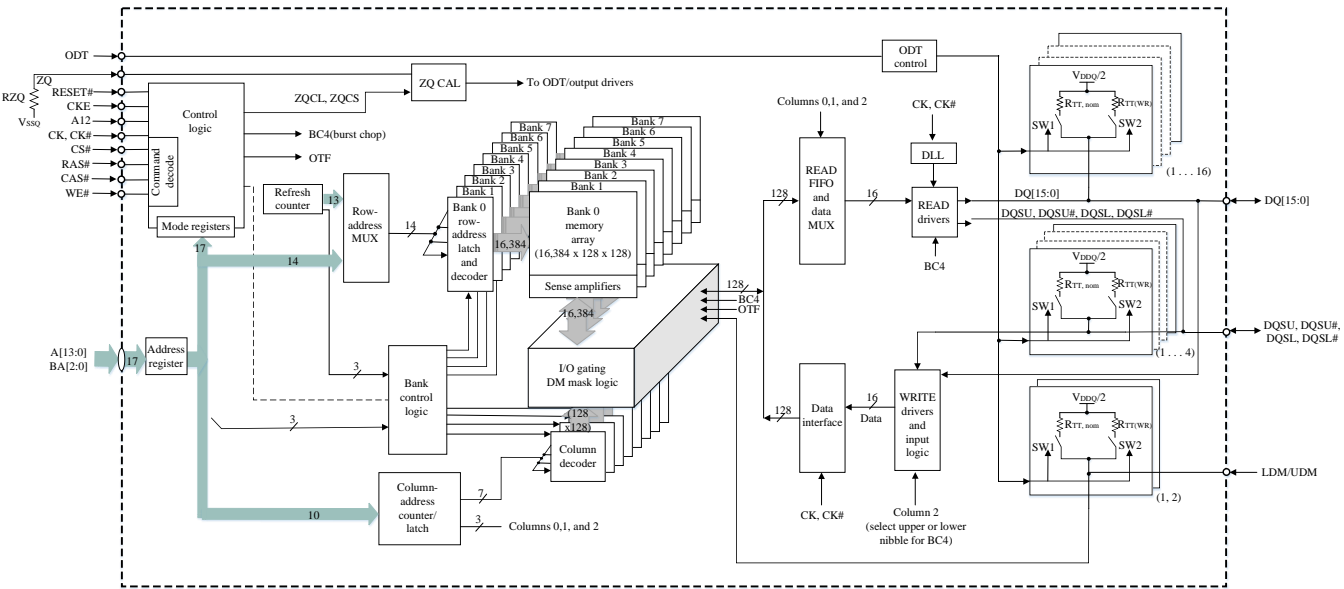 ODT
ZQ
RZQ
VSSQ
RESET#
CKE
A12
CK, CK#
CS#
RAS#
CAS#
WE#
Control
logic
Command
decode
Mode registers
ZQCL, ZQCS
ZQ CAL
To ODT/output drivers
BC4(burst chop)
OTF
Refresh
counter
13
Row-
address
MUX
14
17
14
A[13:0]
BA[2:0]
17
Address
register
3
3
10
Bank 7
Bank 6
Bank 5
Bank 4
Bank 3
Bank 2
Bank 1
Bank 0
row-
address
latch
and
decoder
16,384
Bank 7
Bank 6
Bank 5
Bank 4
Bank 3
Bank 2
Bank 1
Bank 0
memory
array
(16,384 x 128 x 128)
Sense amplifiers
16,384
I/O gating
DM mask logic
Bank
control
logic
(128
x128)
Column
decoder
Column-
address
counter/
latch
7
3
Columns 0,1, and 2
128
BC4
OTF
Columns 0,1, and 2
128
READ
FIFO
and
data
MUX
16
CK, CK#
DLL
READ
drivers
BC4
DQSU, DQSU#, DQSL, DQSL#
128
Data
interface
CK, CK#
16
Data
WRITE
drivers
and
input
logic
Column 2
(select upper or lower
nibble for BC4)
ODT
control
VDDQ/2
RTT, nom
RTT(WR)
SW1
SW2
(1 . . . 16)
DQ[15:0]
DQ[15:0]
VDDQ/2
RTT, nom
RTT(WR)
SW1
SW2
(1 . . . 4)
DQSU, DQSU#,
DQSL, DQSL#
VDDQ/2
RTT, nom
RTT(WR)
SW1
SW2
(1, 2)
LDM/UDM